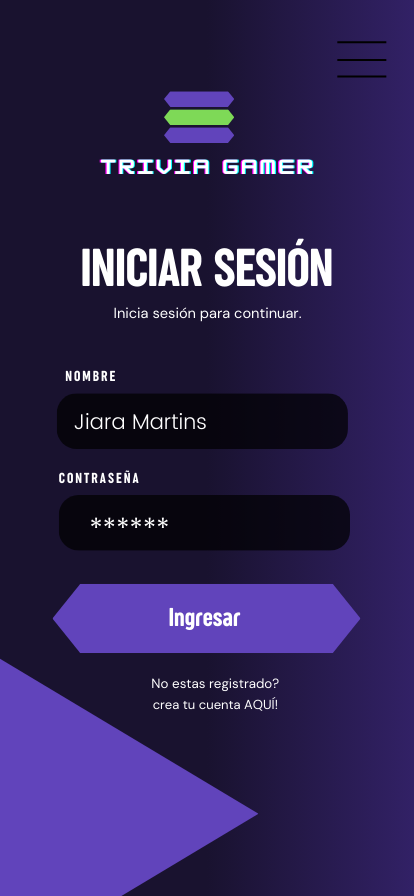 TRIVIA GAMER
INICIAR SESIÓN
Inicia sesión para continuar.
NOMBRE
Jiara Martins
CONTRASEÑA
******
Ingresar
No estas registrado?
crea tu cuenta AQUÍ!